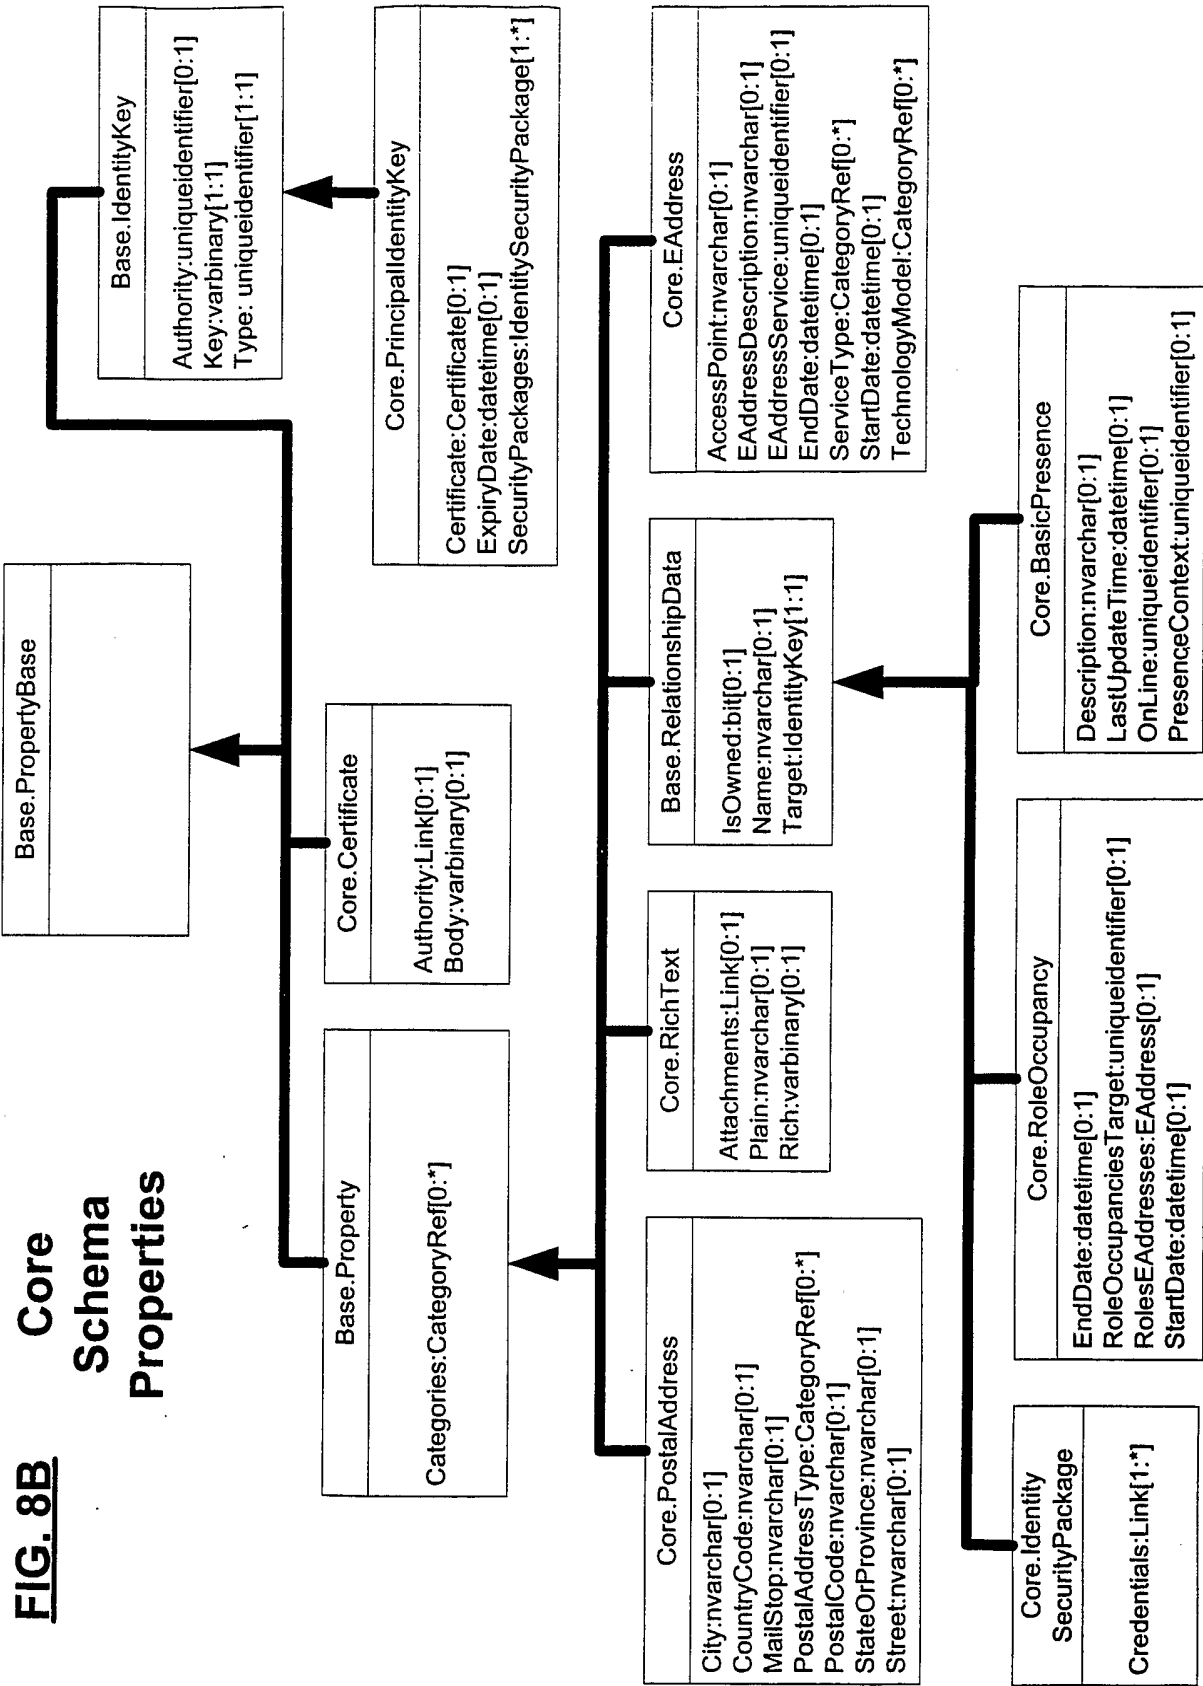 FIG. 8B
Core
Schema
Properties
Base.PropertyBase
Base.Property
Categories:CategoryRef[0:*]
Core.Certificate
Authority:Link[0:1]
Body:varbinary[0:1]
Base.IdentityKey
Authority:uniqueidentifier[0:1]
Key:varbinary[1:1]
Type: uniqueidentifier[1:1]
Core.PrincipalIdentityKey
Certificate:Certificate[0:1]
ExpiryDate:datetime[0:1]
SecurityPackages:IdentitySecurityPackage[1:*]
Core.PostalAddress
City:nvarchar[0:1]
CountryCode:nvarchar[0:1]
MailStop:nvarchar[0:1]
PostalAddressType:CategoryRef[0:*]
PostalCode:nvarchar[0:1]
StateOrProvince:nvarchar[0:1]
Street:nvarchar[0:1]
Core.RichText
Attachments:Link[0:1]
Plain:nvarchar[0:1]
Rich:varbinary[0:1]
Base.RelationshipData
IsOwned:bit[0:1]
Name:nvarchar[0:1]
Target:IdentityKey[1:1]
Core.EAddress
AccessPoint:nvarchar[0:1]
EAddressDescription:nvarchar[0:1]
EAddressService:uniqueidentifier[0:1]
EndDate:datetime[0:1]
ServiceType:CategoryRef[0:*]
StartDate:datetime[0:1]
TechnologyModel:CategoryRef[0:*]
Core.Identity
SecurityPackage
Credentials:Link[1:*]
Core.RoleOccupancy
EndDate:datetime[0:1]
RoleOccupanciesTarget:uniqueidentifier[0:1]
RolesEAddresses:EAddress[0:1]
StartDate:datetime[0:1]
Core.BasicPresence
Description:nvarchar[0:1]
LastUpdateTime:datetime[0:1]
OnLine:uniqueidentifier[0:1]
PresenceContext:uniqueidentifier[0:1]